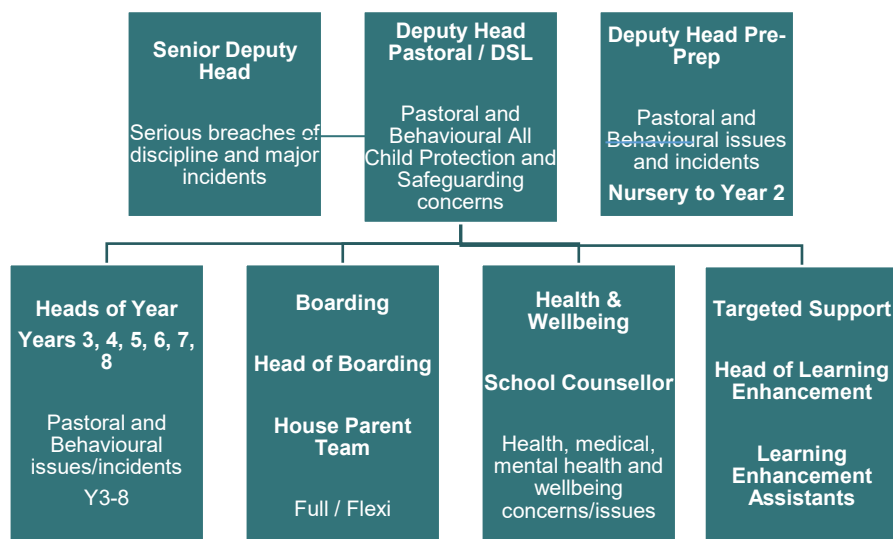 Senior Deputy
Head
Serious breaches of
discipline and major
incidents
Deputy Head
Pastoral / DSL
Pastoral and
Behavioural All
Child Protection and
Safeguarding
concerns
Deputy Head Pre-
Prep
Pastoral and
Behavioural issues
and incidents
Nursery to Year 2
Heads of Year
Years 3, 4, 5, 6, 7,
8
Pastoral and
Behavioural
issues/incidents
Y3-8
Boarding
Head of Boarding
House Parent
Team
Full / Flexi
Health &
Wellbeing
School Counsellor
Health, medical,
mental health and
wellbeing
concerns/issues
Targeted Support
Head of Learning
Enhancement
Learning
Enhancement
Assistants